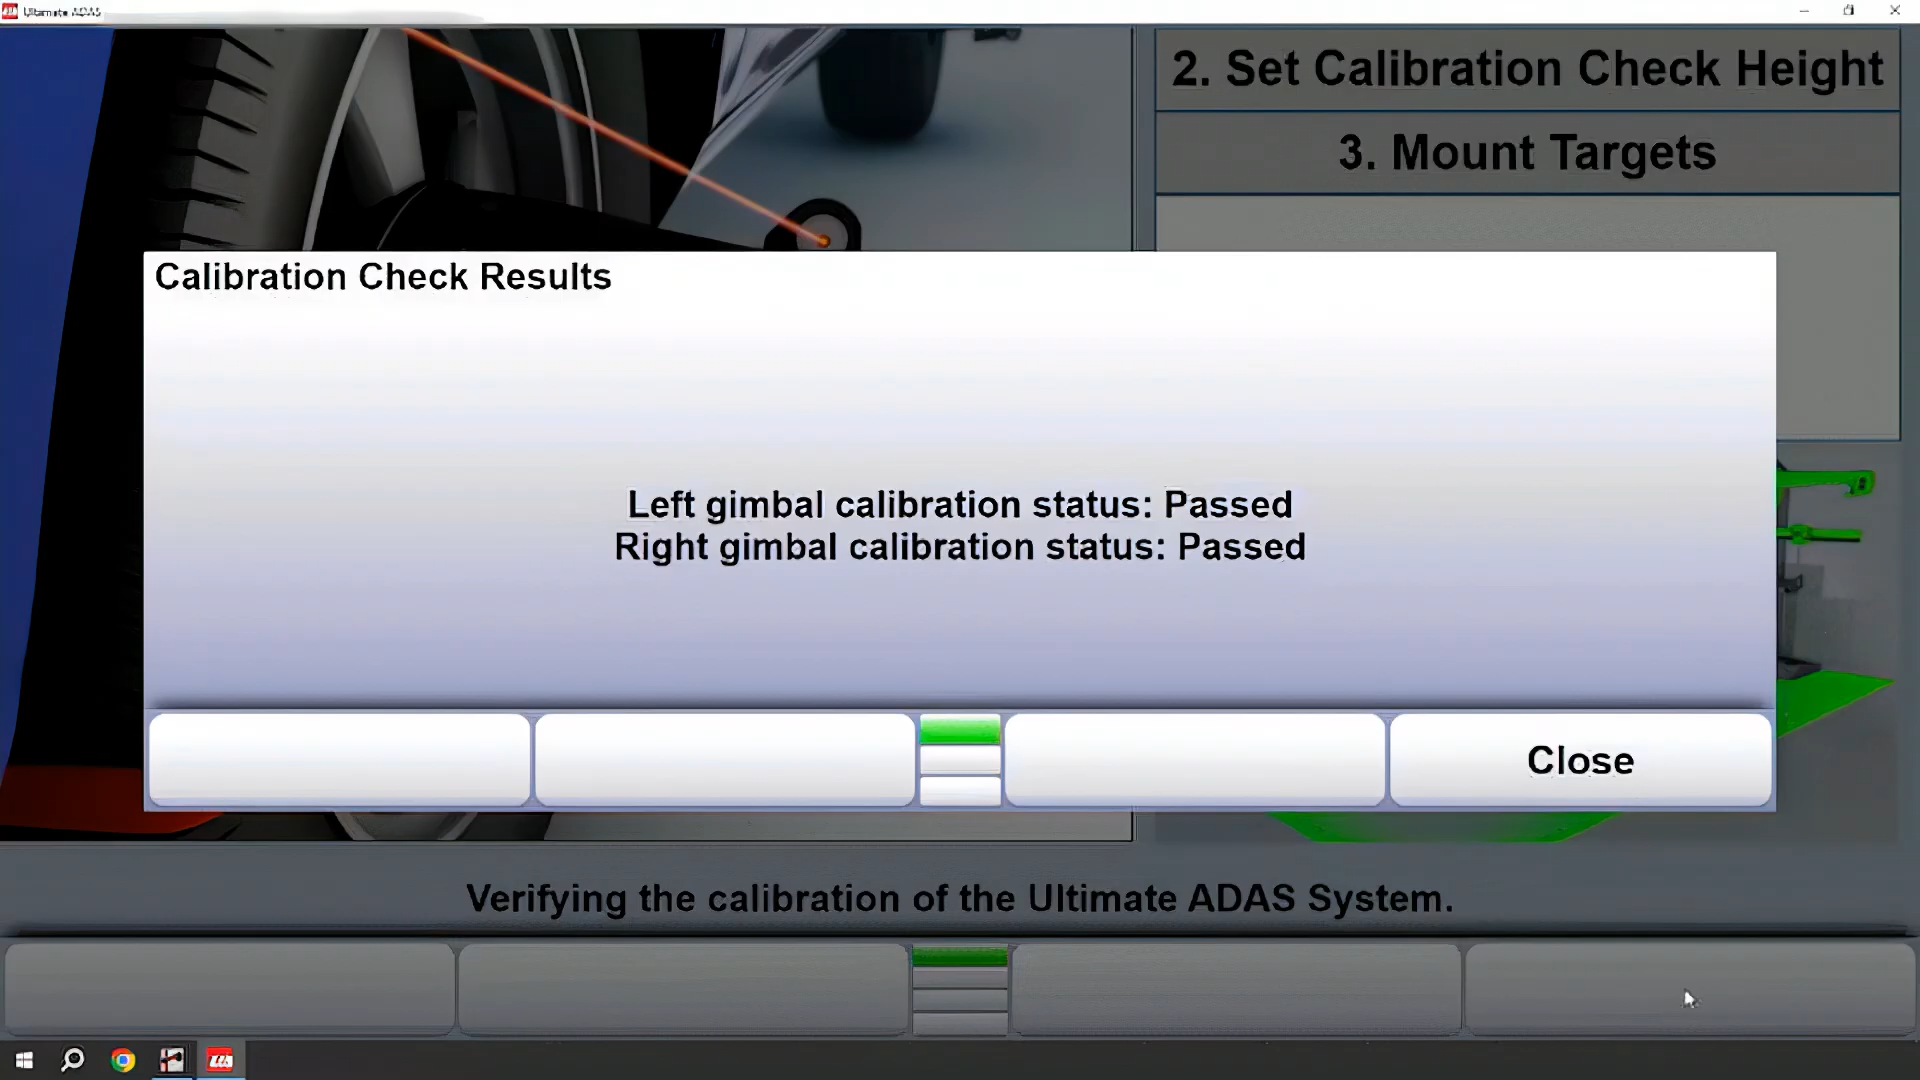 Ultimate ADAS
2. Set Calibration Check Height
3. Mount Targets
Calibration Check Results
Left gimbal calibration status: Passed
Right gimbal calibration status: Passed
Close
Verifying the calibration of the Ultimate ADAS System.